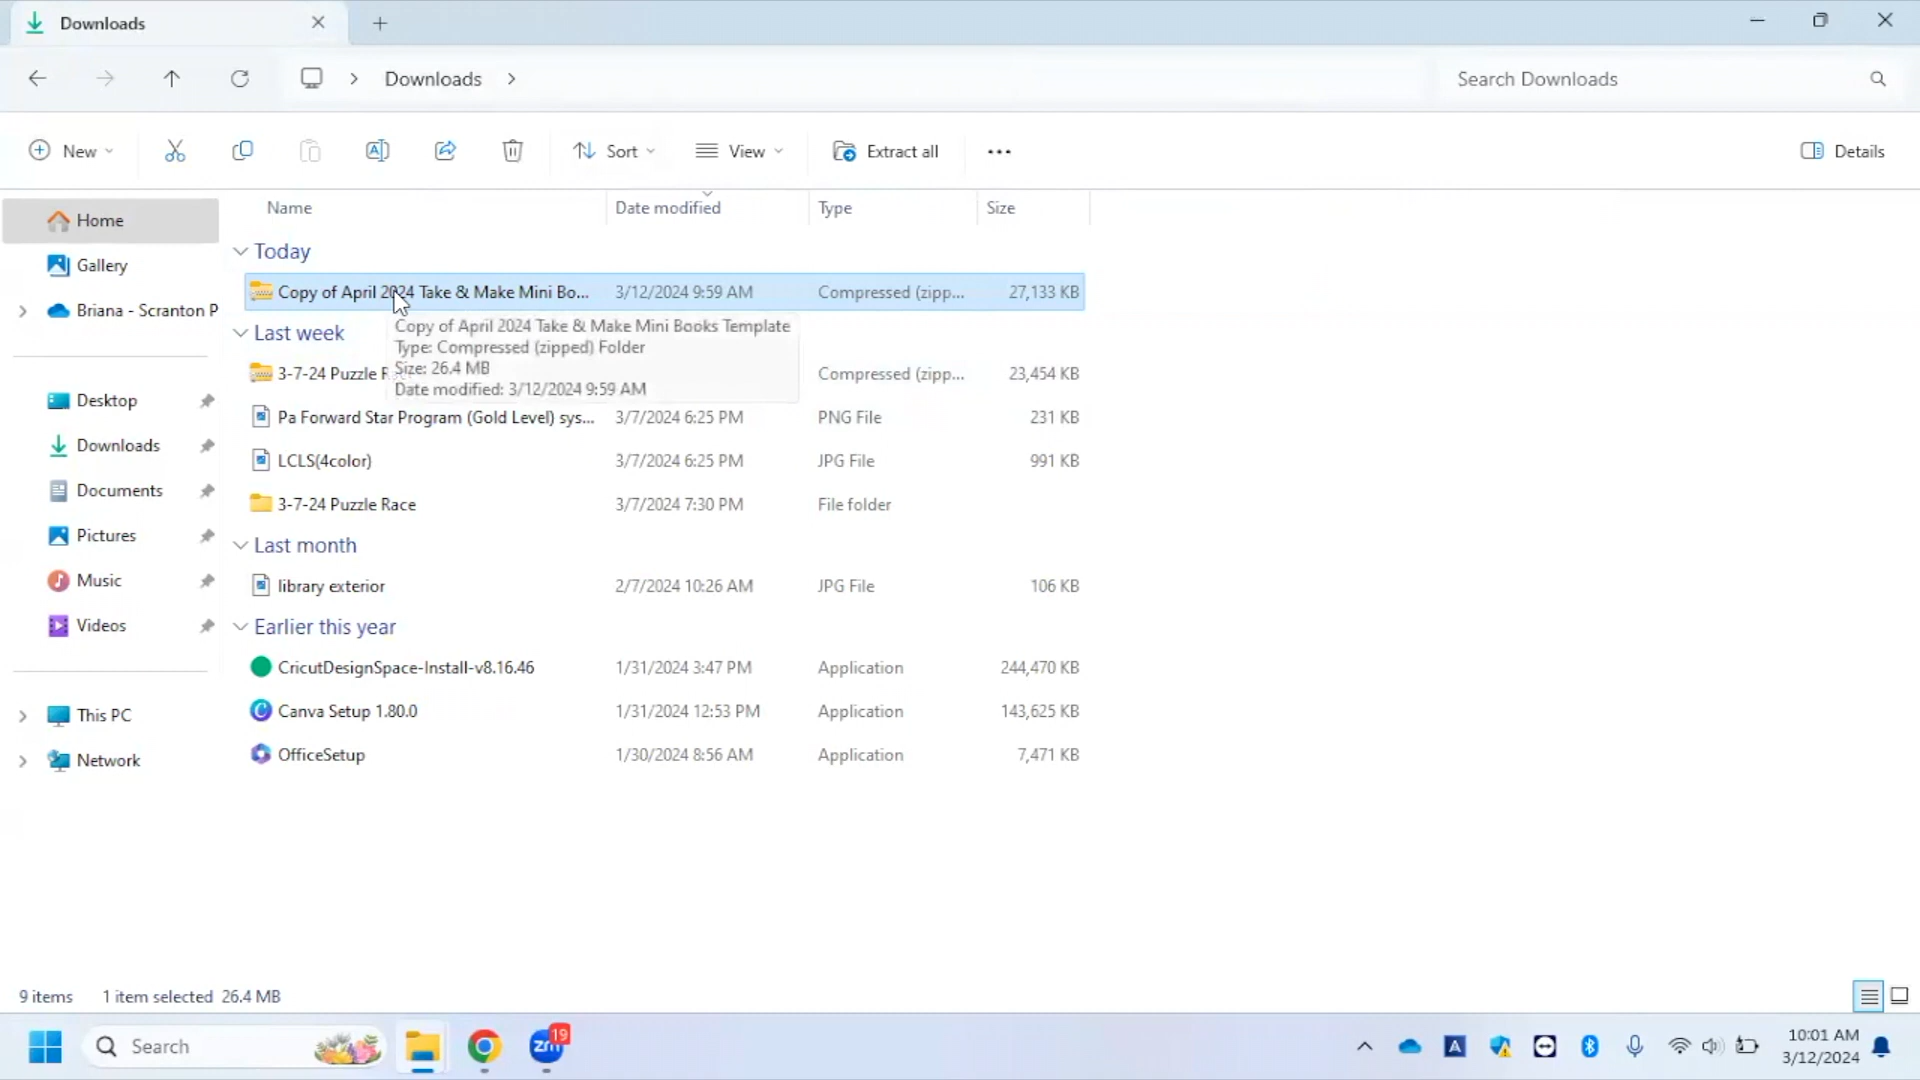 Downloads
Downloads
Search Downloads
New
Sort
View
Extract all
Details
Name
Date modified
Type
Size
Home
Gallery
Briana - Scranton P
Desktop
Downloads
Documents
Pictures
Music
Videos
This PC
Network
Today
Copy of April 2024 Take & Make Mini Bo... 3/12/2024 9:59 AM Compressed (zipp... 27,133 KB
Copy of April 2024 Take & Make Mini Books Template
Type: Compressed (zipped) Folder
Size: 26.4 MB
Date modified: 3/12/2024 9:59 AM
Last week
3-7-24 Puzzle Compressed (zipp... 23,454 KB
Pa Forward Star Program (Gold Level) sys... 3/7/2024 6:25 PM PNG File 231 KB
LCLS(4color) 3/7/2024 6:25 PM JPG File 991 KB
3-7-24 Puzzle Race 3/7/2024 7:30 PM File folder
Last month
library exterior 2/7/2024 10:26 AM JPG File 106 KB
Earlier this year
CricutDesignSpace-Install-v8.16.46 1/31/2024 3:47 PM Application 244,470 KB
Canva Setup 1.80.0 1/31/2024 12:53 PM Application 143,625 KB
OfficeSetup 1/30/2024 8:56 AM Application 7,471 KB
9 items 1 item selected 26.4 MB
Search
zm
19
A
10:01 AM
3/12/2024